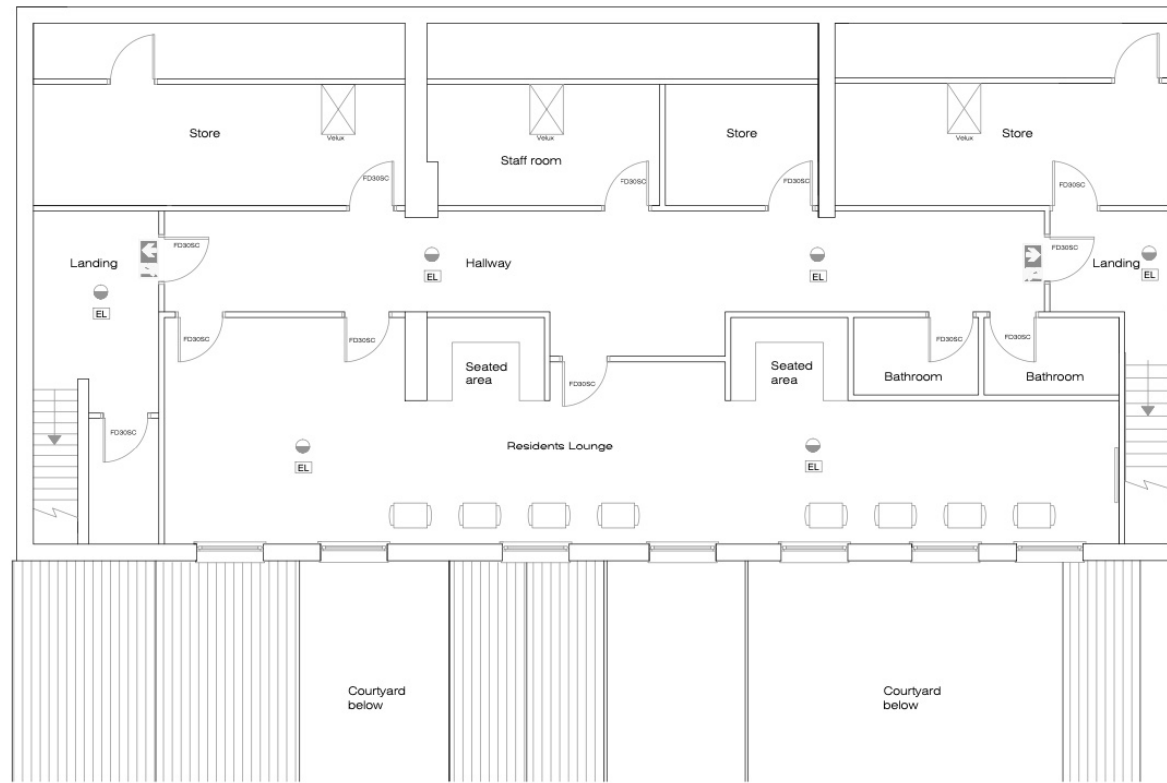 Store
Velux
Velux
Staff room
Store
Velux
Store
FD30SC
FD30SC
FD30SC
FD30SC
Landing
FD30SC
EL
EL
Hallway
EL
FD30SC
Landing
EL
FD30SC
FD30SC
Seated
area
FD30SC
Seated
area
FD30SC
Bathroom
FD30SC
Bathroom
FD30SC
EL
Residents Lounge
EL
Courtyard
below
Courtyard
below